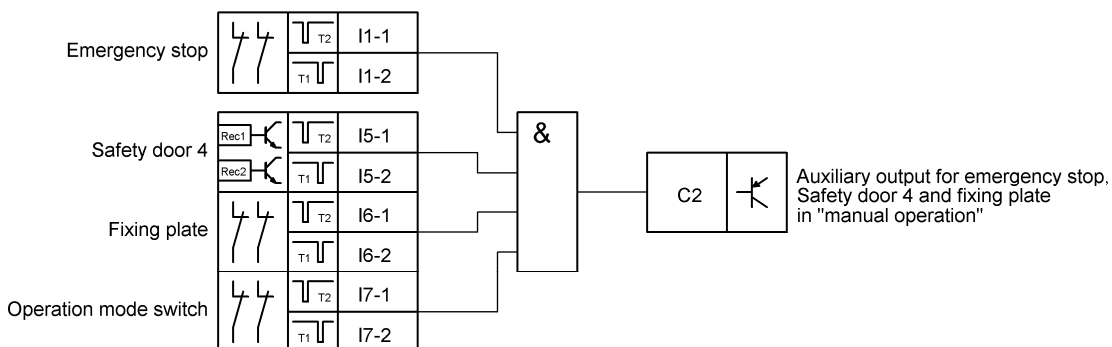 Emergency stop
T2 I1-1
T1 I1-2
Safety door 4
Rec1 T2 I5-1
Rec2 T1 I5-2
Fixing plate
T2 I6-1
T1 I6-2
Operation mode switch
T2 I7-1
T1 I7-2
&
C2
Auxiliary output for emergency stop,
Safety door 4 and fixing plate
in "manual operation"